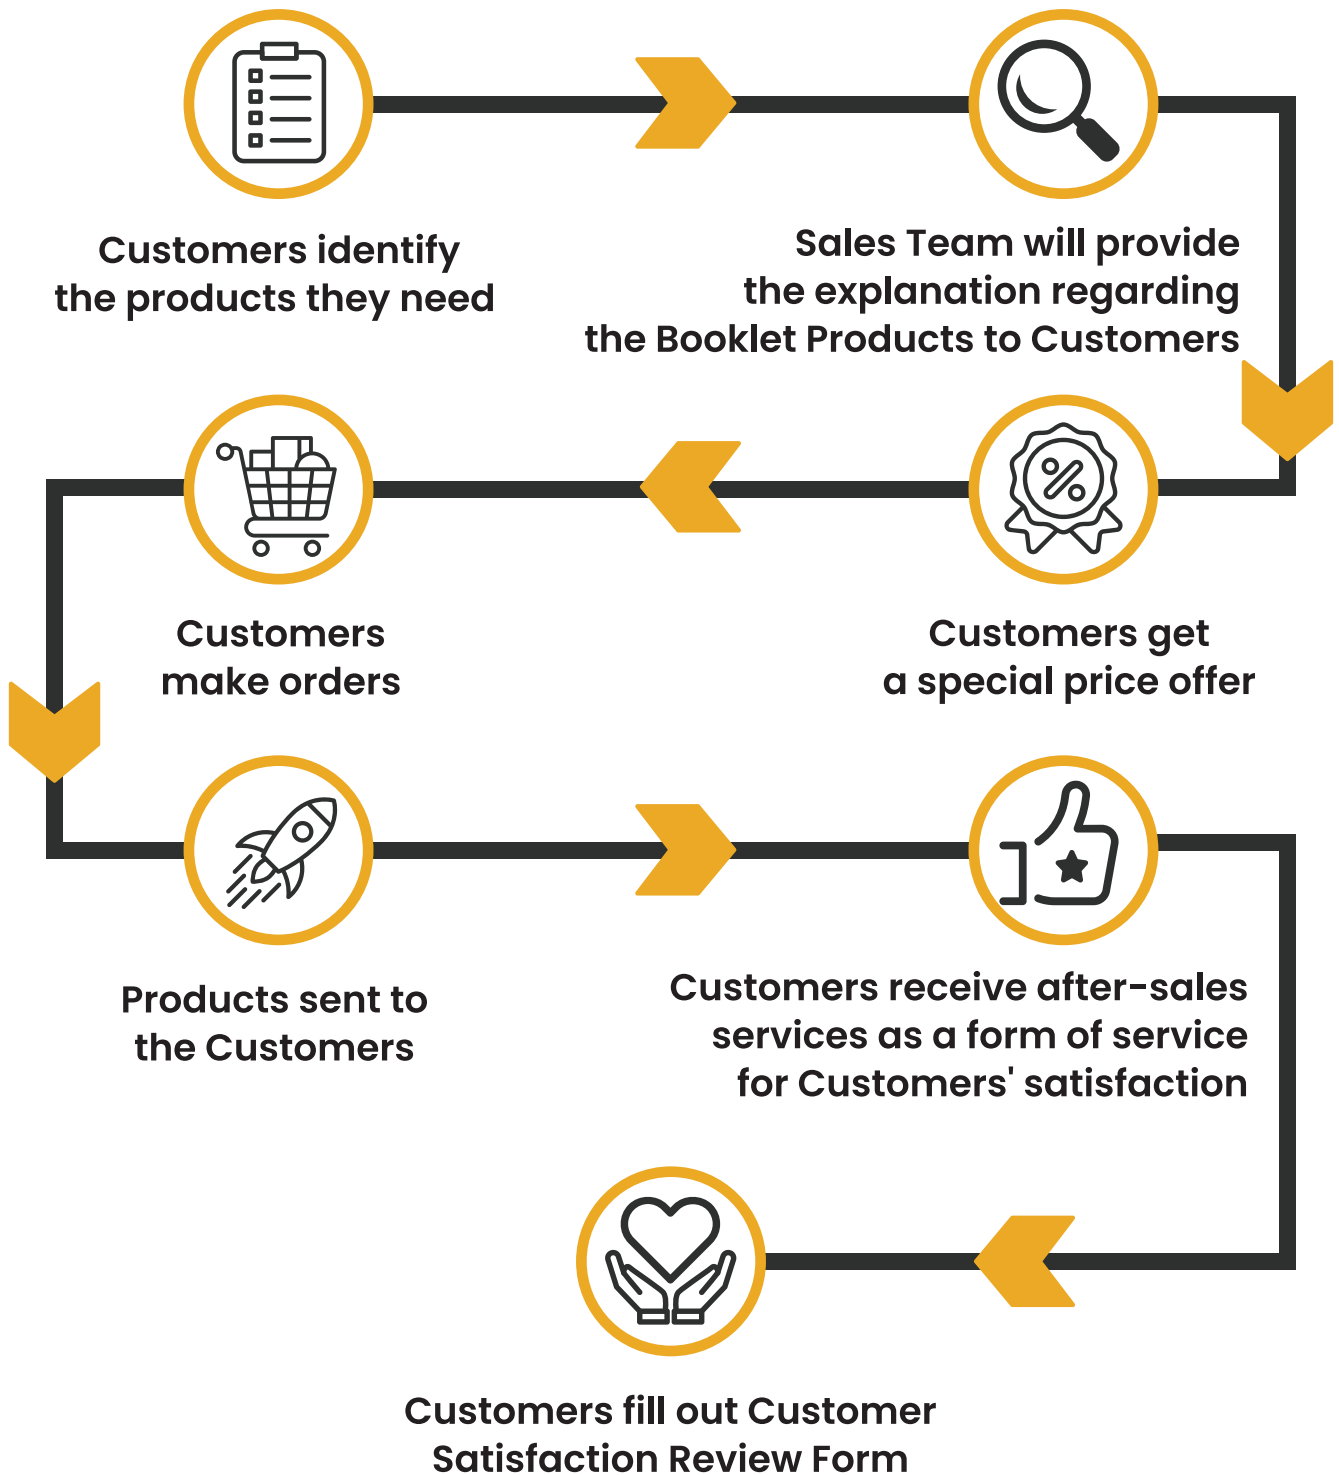 Customers identify
the products they need
Sales Team will provide
the explanation regarding
the Booklet Products to Customers
Customers get
a special price offer
Customers
make orders
Products sent to
the Customers
Customers receive after-sales
services as a form of service
for Customers' satisfaction
Customers fill out Customer
Satisfaction Review Form